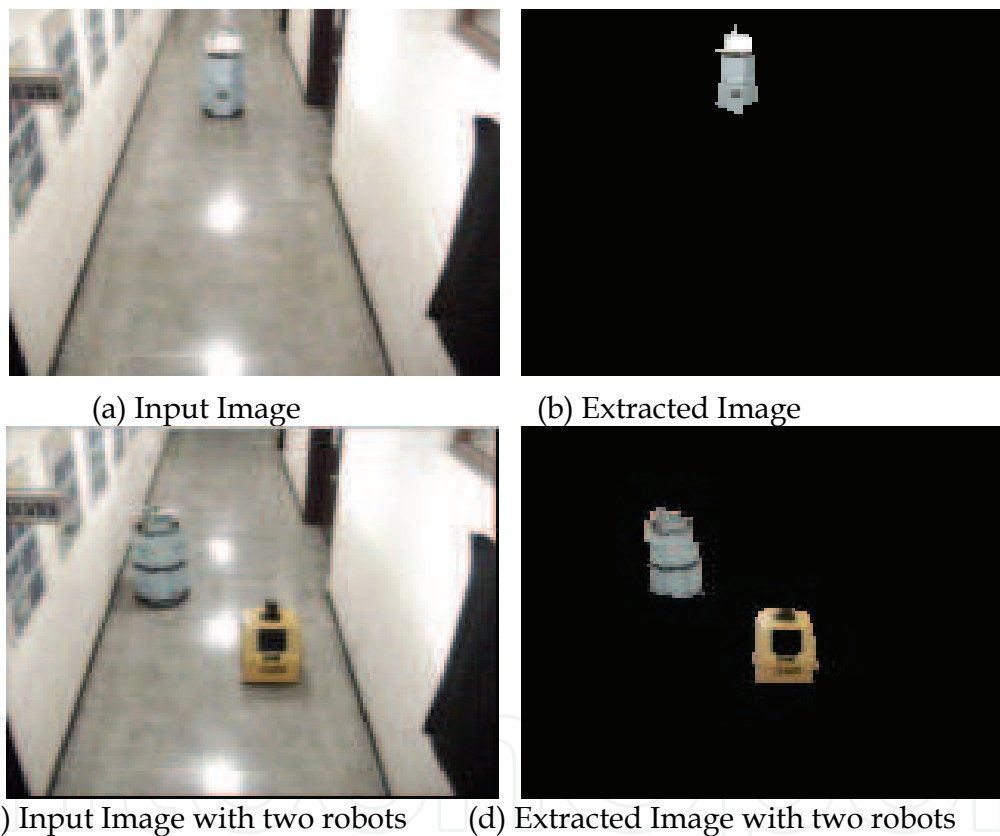 (a) Input Image
(b) Extracted Image
) Input Image with two robots
(d) Extracted Image with two robots